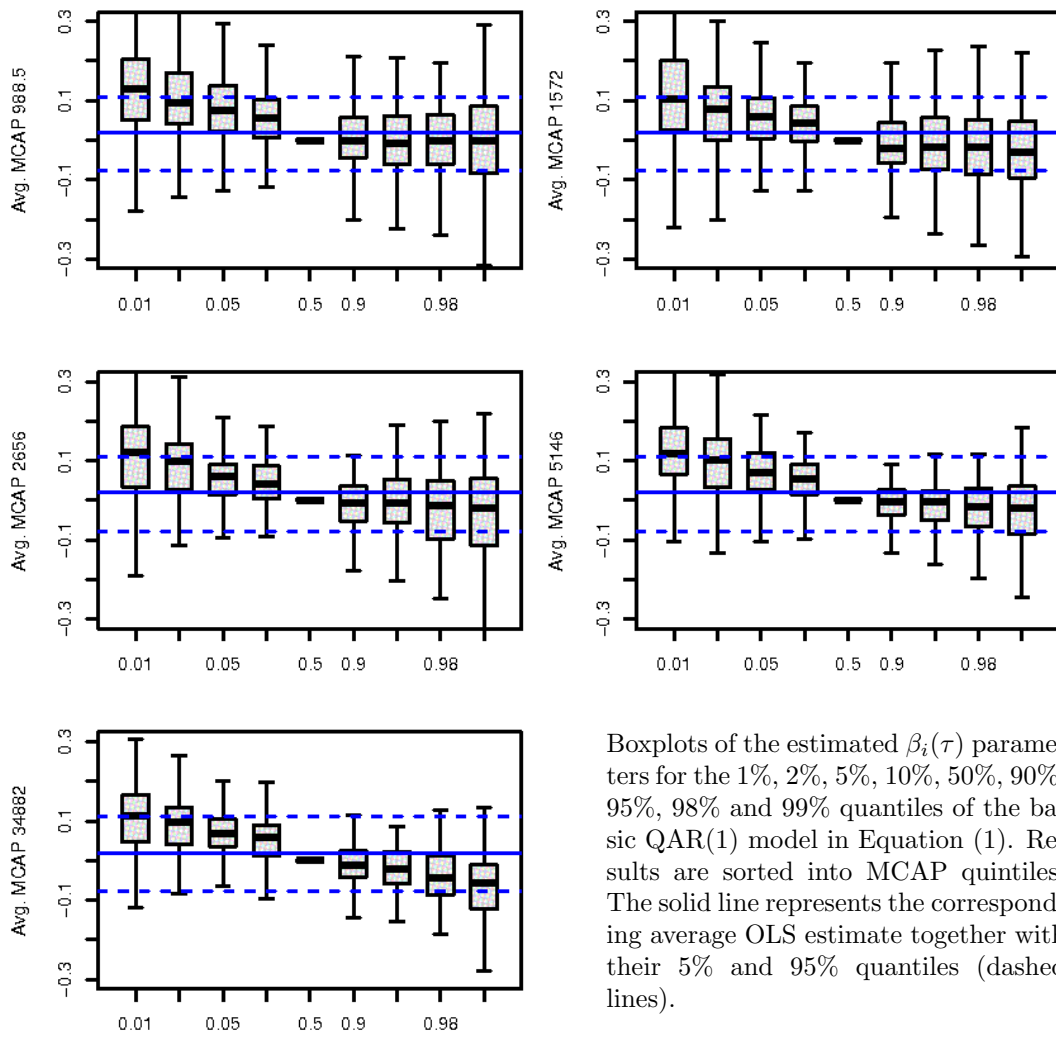 0.3
0.1
−0.1
−0.3
Avg. MCAP 988.5
0.01 0.05 0.5 0.9 0.98
0.3
0.1
−0.1
−0.3
Avg. MCAP 1572
0.01 0.05 0.5 0.9 0.98
0.3
0.1
−0.1
−0.3
Avg. MCAP 2656
0.01 0.05 0.5 0.9 0.98
0.3
0.1
−0.1
−0.3
Avg. MCAP 5146
0.01 0.05 0.5 0.9 0.98
0.3
0.1
−0.1
−0.3
Avg. MCAP 34882
0.01 0.05 0.5 0.9 0.98
Boxplots of the estimated βi(τ) parame
ters for the 1%, 2%, 5%, 10%, 50%, 90%
95%, 98% and 99% quantiles of the ba
sic QAR(1) model in Equation (1). Re
sults are sorted into MCAP quintiles
The solid line represents the correspond
ing average OLS estimate together with
their 5% and 95% quantiles (dashed
lines).